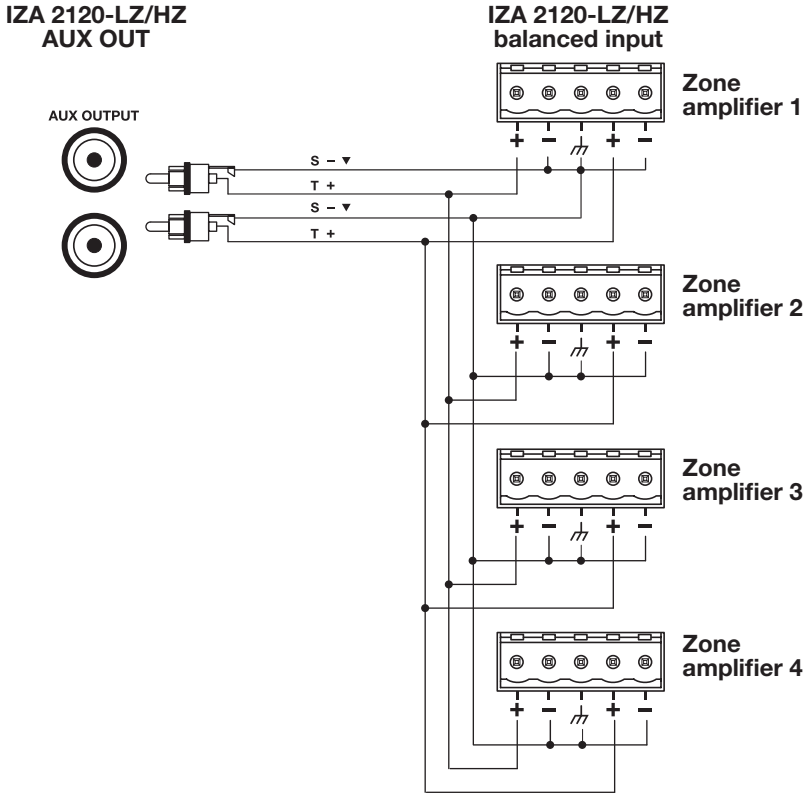 IZA 2120-LZ/HZ
AUX OUT
IZA 2120-LZ/HZ
balanced input
Zone
amplifier 1
AUX OUTPUT
+ − + −
S − ▼
T +
S − ▼
T +
Zone
amplifier 2
+ − + −
Zone
amplifier 3
+ − + −
Zone
amplifier 4
+ − + −